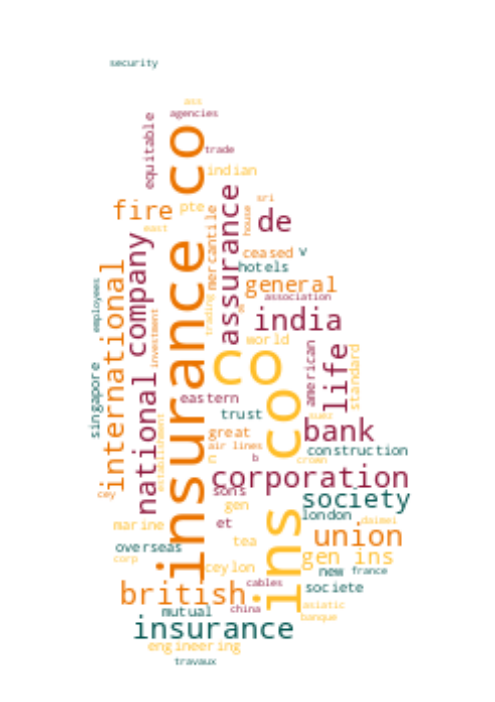 security
ass
agencies
equitable
insurance co
trade
indian
fire
pte
sri
house
de
east
mercantile
assurance
company
ceased
v
hotels
general
international
employees
association
trading
india
investment
world
co
american
life
standard
singapore
national
eastern
trust
suez
ins co
great
bank
air lines
construction
establishment
b
c
crown
corporation
cey
sons
society
gen
london
marine
et
daimei
union
tea
overseas
gen ins
corp
ceylon
new
france
british
cables
societe
mutual
china
asiatic
banque
insurance
engineering
travaux